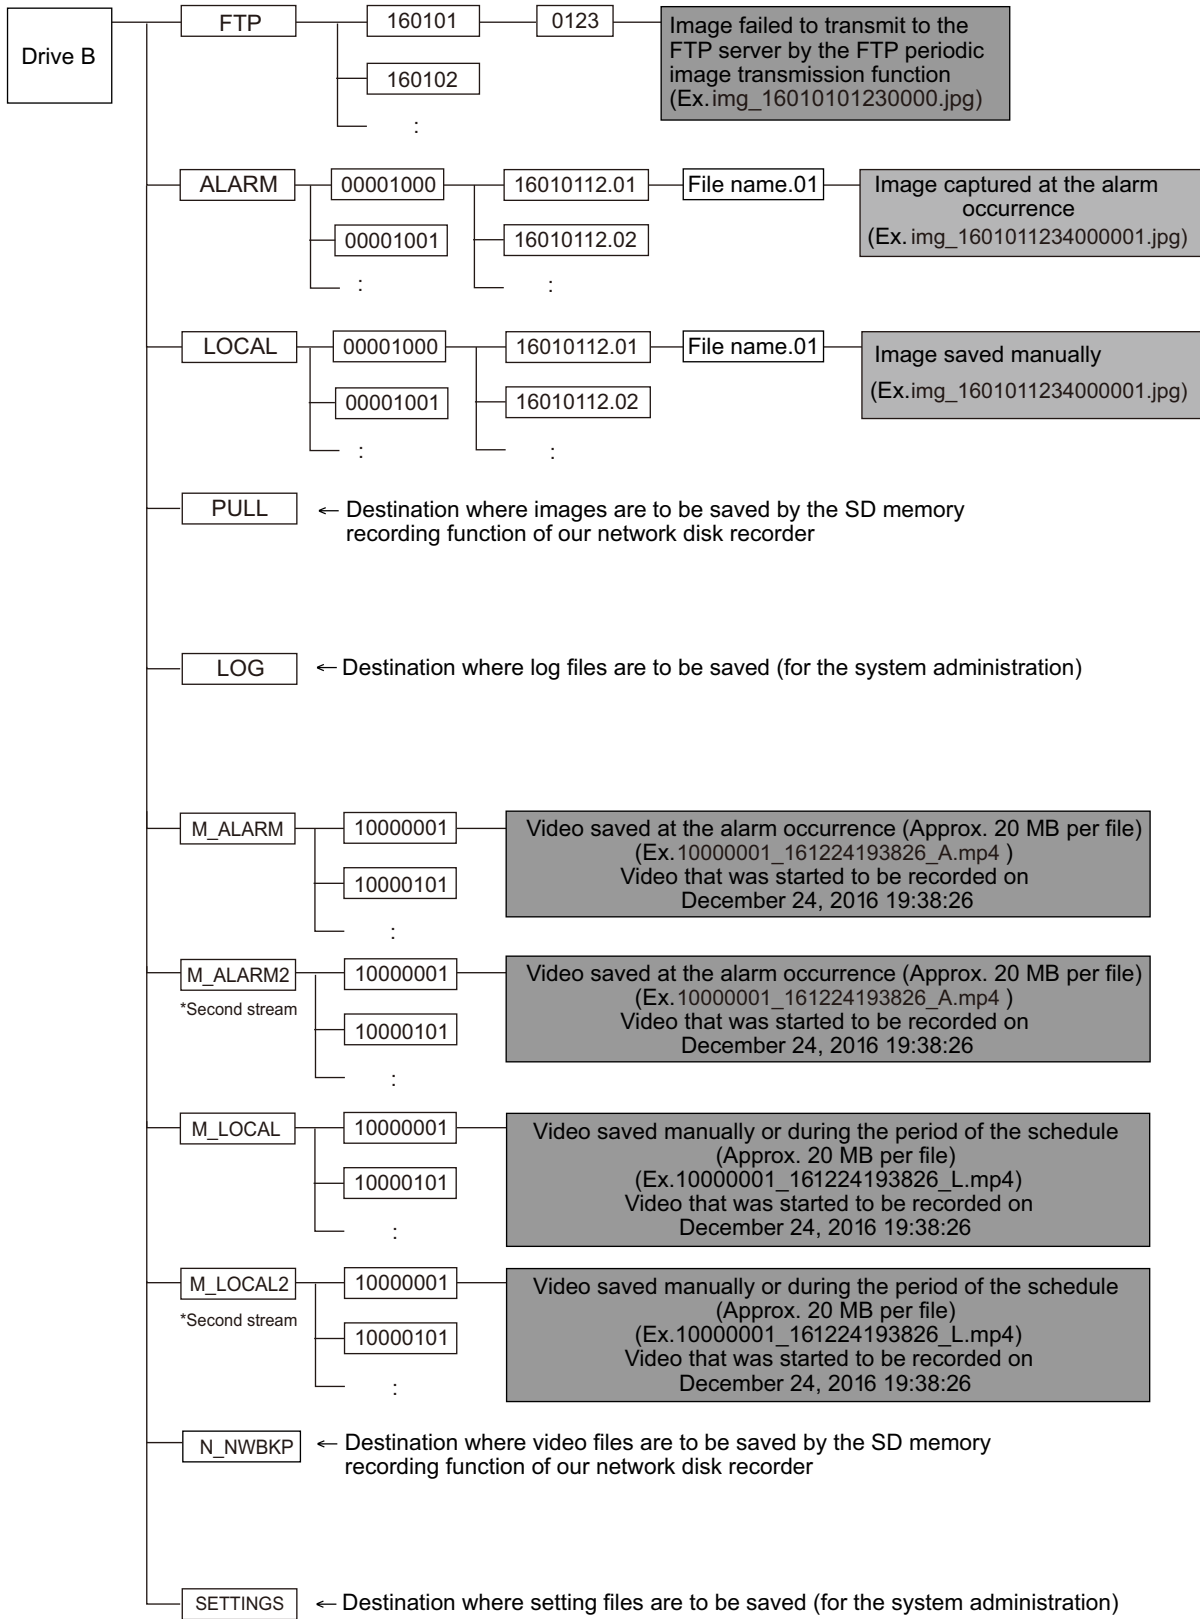 Drive B
FTP
160101
0123
Image failed to transmit to the
FTP server by the FTP periodic
image transmission function
(Ex.img_16010101230000.jpg)
160102
:
ALARM
00001000
16010112.01
File name.01
Image captured at the alarm
occurrence
(Ex. img_1601011234000001.jpg)
00001001
16010112.02
:
:
LOCAL
00001000
16010112.01
File name.01
Image saved manually
(Ex.img_1601011234000001.jpg)
00001001
16010112.02
:
:
PULL
← Destination where images are to be saved by the SD memory
recording function of our network disk recorder
LOG
← Destination where log files are to be saved (for the system administration)
M_ALARM
10000001
Video saved at the alarm occurrence (Approx. 20 MB per file)
(Ex.10000001_161224193826_A.mp4 )
Video that was started to be recorded on
December 24, 2016 19:38:26
10000101
:
M_ALARM2
*Second stream
10000001
Video saved at the alarm occurrence (Approx. 20 MB per file)
(Ex.10000001_161224193826_A.mp4 )
Video that was started to be recorded on
December 24, 2016 19:38:26
10000101
:
M_LOCAL
10000001
Video saved manually or during the period of the schedule
(Approx. 20 MB per file)
(Ex.10000001_161224193826_L.mp4)
Video that was started to be recorded on
December 24, 2016 19:38:26
10000101
:
M_LOCAL2
*Second stream
10000001
Video saved manually or during the period of the schedule
(Approx. 20 MB per file)
(Ex.10000001_161224193826_L.mp4)
Video that was started to be recorded on
December 24, 2016 19:38:26
10000101
:
N_NWBKP
← Destination where video files are to be saved by the SD memory
recording function of our network disk recorder
SETTINGS
← Destination where setting files are to be saved (for the system administration)